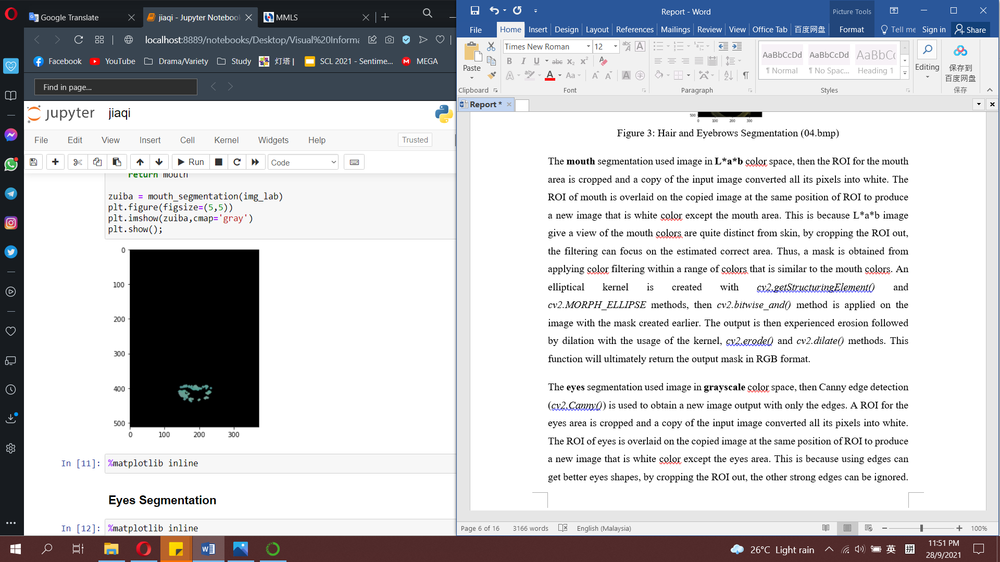 Google Translate
jiaqi - Jupyter Notebook
MMLS
localhost:8889/notebooks/Desktop/Visual%20Informa
Facebook
YouTube
Drama/Variety
Study
灯塔 |
SCL 2021 - Sentime...
MEGA
Find in page...
jupyter jiaqi
File Edit View Insert Cell Kernel Widgets Help
Trusted
Run
Code
return mouth
zuiba = mouth_segmentation(img_lab)
plt.figure(figsize=(5,5))
plt.imshow(zuiba,cmap='gray')
plt.show();
0
100
200
300
400
500
0 100 200 300
In [11]: %matplotlib inline
Eyes Segmentation
In [12]: %matplotlib inline
Report - Word
Picture Tools
File Home Insert Design Layout References Mailings Review View Office Tab 百度网盘 Format Tell me Sign in Share
Paste
Clipboard
Times New Roman 12
Font
Paragraph
AaBbCcDd AaBbCcDd AaBbCc
¶ Normal ¶ No Spac... Heading 1
Styles
Editing
保存到
百度网盘
保存
Report *
500
0 100 200 300
Figure 3: Hair and Eyebrows Segmentation (04.bmp)
The mouth segmentation used image in L*a*b color space, then the ROI for the mouth
area is cropped and a copy of the input image converted all its pixels into white. The
ROI of mouth is overlaid on the copied image at the same position of ROI to produce
a new image that is white color except the mouth area. This is because L*a*b image
give a view of the mouth colors are quite distinct from skin, by cropping the ROI out,
the filtering can focus on the estimated correct area. Thus, a mask is obtained from
applying color filtering within a range of colors that is similar to the mouth colors. An
elliptical kernel is created with cv2.getStructuringElement() and
cv2.MORPH_ELLIPSE methods, then cv2.bitwise_and() method is applied on the
image with the mask created earlier. The output is then experienced erosion followed
by dilation with the usage of the kernel, cv2.erode() and cv2.dilate() methods. This
function will ultimately return the output mask in RGB format.
The eyes segmentation used image in grayscale color space, then Canny edge detection
(cv2.Canny()) is used to obtain a new image output with only the edges. A ROI for the
eyes area is cropped and a copy of the input image converted all its pixels into white.
The ROI of eyes is overlaid on the copied image at the same position of ROI to produce
a new image that is white color except the eyes area. This is because using edges can
get better eyes shapes, by cropping the ROI out, the other strong edges can be ignored.
Page 6 of 16 3166 words English (Malaysia) 100%
26°C Light rain
英
拼
11:51 PM
28/9/2021